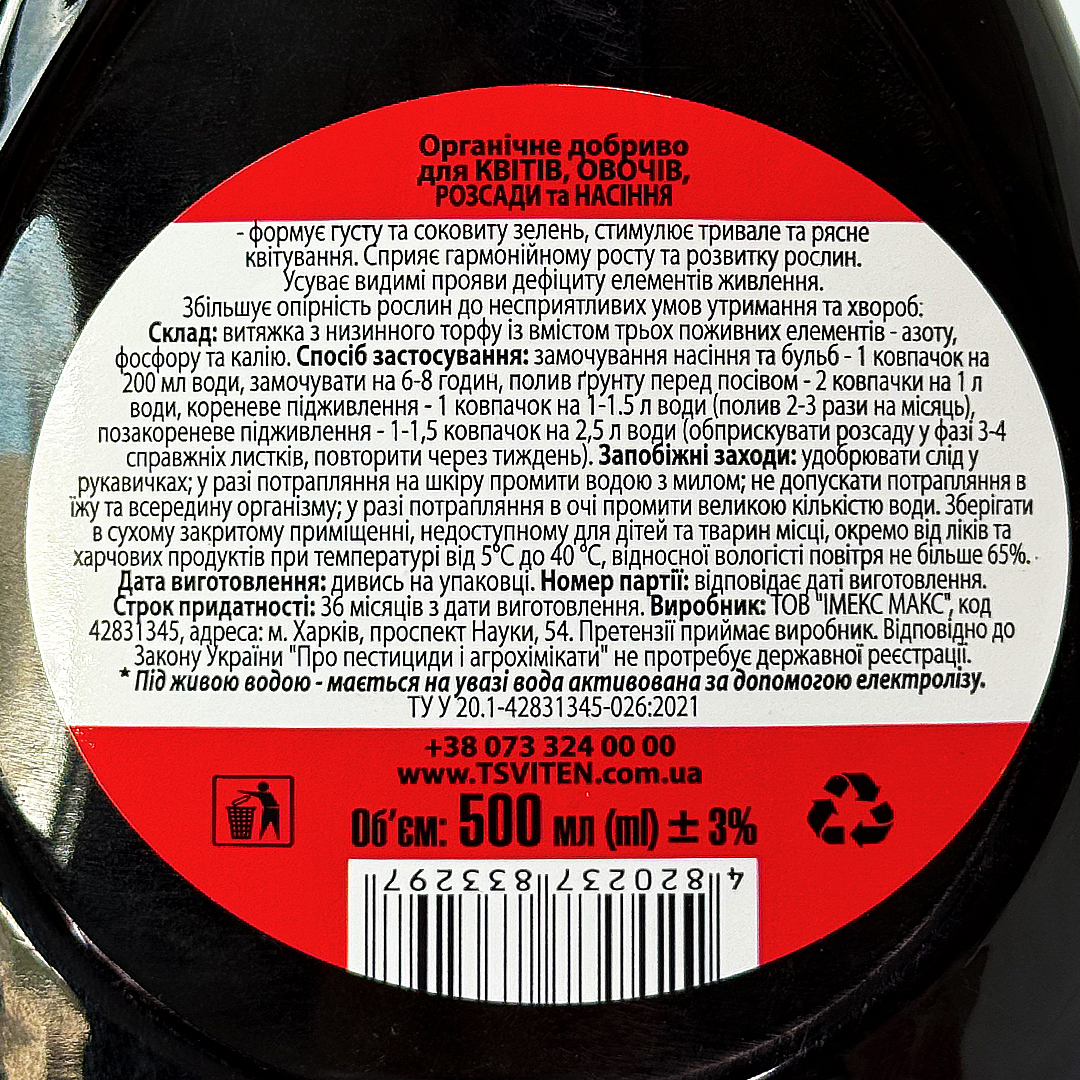 Органічне добриво
для КВІТІВ, ОВОЧІВ,
РОЗСАДИ та НАСІННЯ
- формує густу та соковиту зелень, стимулює тривале та рясне
квітування. Сприяє гармонійному росту та розвитку рослин.
Усуває видимі прояви дефіциту елементів живлення.
Збільшує опірність рослин до несприятливих умов утримання та хвороб:
Склад: витяжка з низинного торфу із вмістом трьох поживних елементів - азоту,
фосфору та калію. Спосіб застосування: замочування насіння та бульб - 1 ковпачок на
200 мл води, замочувати на 6-8 годин, полив ґрунту перед посівом - 2 ковпачки на 1 л
води, кореневе підживлення - 1 ковпачок на 1-1.5 л води (полив 2-3 рази на місяць),
позакореневе підживлення - 1-1,5 ковпачок на 2,5 л води (обприскувати розсаду у фазі 3-4
справжніх листків, повторити через тиждень). Запобіжні заходи: удобрювати слід у
рукавичках; у разі потрапляння на шкіру промити водою з милом; не допускати потрапляння в
їжу та всередину організму; у разі потрапляння в очі промити великою кількістю води. Зберігати
в сухому закритому приміщенні, недоступному для дітей та тварин місці, окремо від ліків та
харчових продуктів при температурі від 5°С до 40 °С, відносної вологісті повітря не більше 65%.
Дата виготовлення: дивись на упаковці. Номер партії: відповідає даті виготовлення.
Строк придатності: 36 місяців з дати виготовлення. Виробник: ТОВ "ІМЕКС МАКС", код
42831345, адреса: м. Харків, проспект Науки, 54. Претензії приймає виробник. Відповідно до
Закону України "Про пестициди і агрохімікати" не протребує державної реєстрації.
* Під живою водою - мається на увазі вода активована за допомогою електролізу.
ТУ У 20.1-42831345-026:2021
+38 073 324 00 00
www.TSVITEN.com.ua
Об'єм: 500 мл (ml) ± 3%
4 820237 833297